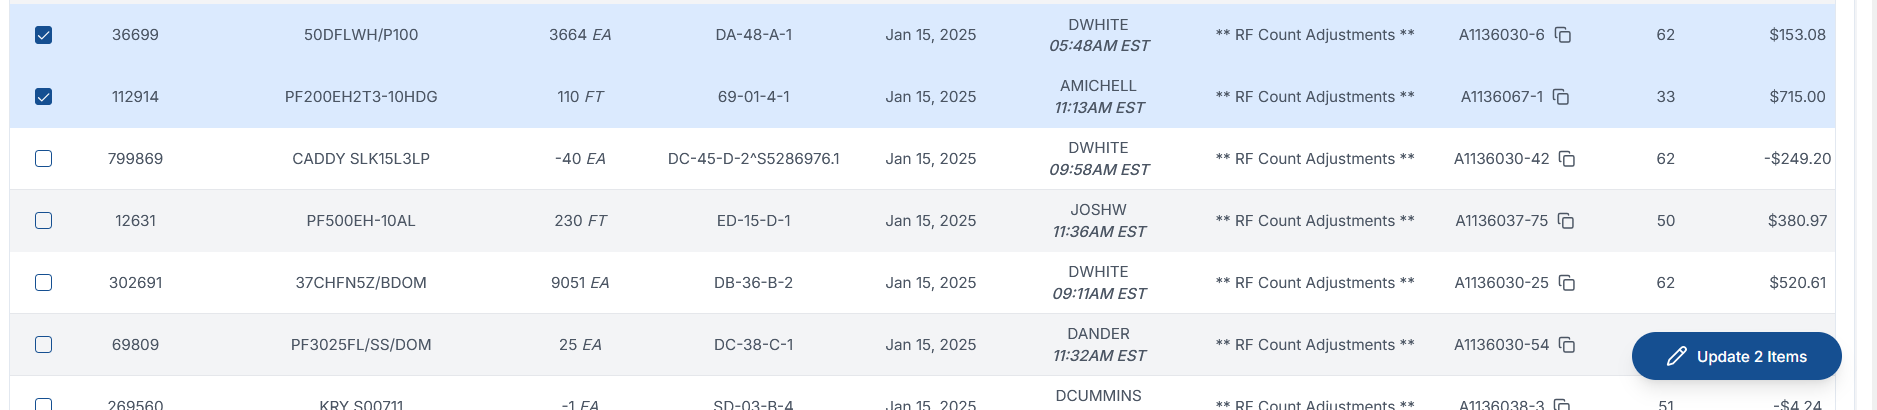 36699 50DFLWH/P100 3664 EA DA-48-A-1 Jan 15, 2025 DWHITE 05:48AM EST ** RF Count Adjustments ** A1136030-6 62 $153.08
112914 PF200EH2T3-10HDG 110 FT 69-01-4-1 Jan 15, 2025 AMICHELL 11:13AM EST ** RF Count Adjustments ** A1136067-1 33 $715.00
799869 CADDY SLK15L3LP -40 EA DC-45-D-2^S5286976.1 Jan 15, 2025 DWHITE 09:58AM EST ** RF Count Adjustments ** A1136030-42 62 -$249.20
12631 PF500EH-10AL 230 FT ED-15-D-1 Jan 15, 2025 JOSHW 11:36AM EST ** RF Count Adjustments ** A1136037-75 50 $380.97
302691 37CHFN5Z/BDOM 9051 EA DB-36-B-2 Jan 15, 2025 DWHITE 09:11AM EST ** RF Count Adjustments ** A1136030-25 62 $520.61
69809 PF3025FL/SS/DOM 25 EA DC-38-C-1 Jan 15, 2025 DANDER 11:32AM EST ** RF Count Adjustments ** A1136030-54
Update 2 Items
269560 KRY S00711 -1 EA SD-03-B-4 Jan 15, 2025 DCUMMINS ** RF Count Adjustments ** A1136038-3 51 -$4.24